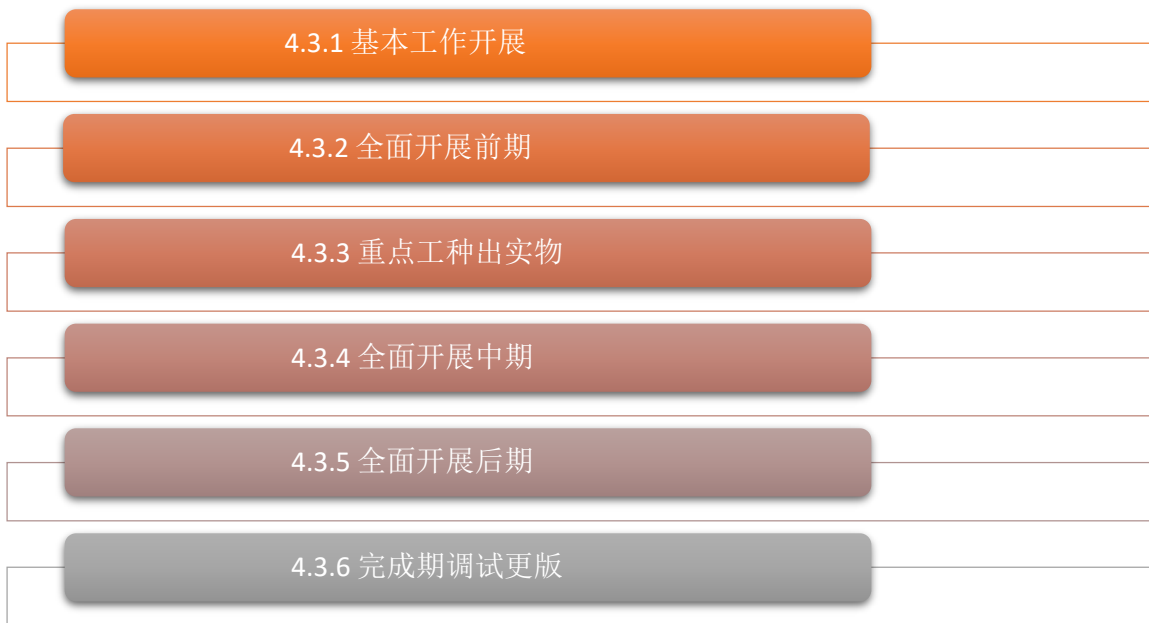 4.3.1 基本工作开展
4.3.2 全面开展前期
4.3.3 重点工种出实物
4.3.4 全面开展中期
4.3.5 全面开展后期
4.3.6 完成期调试更版